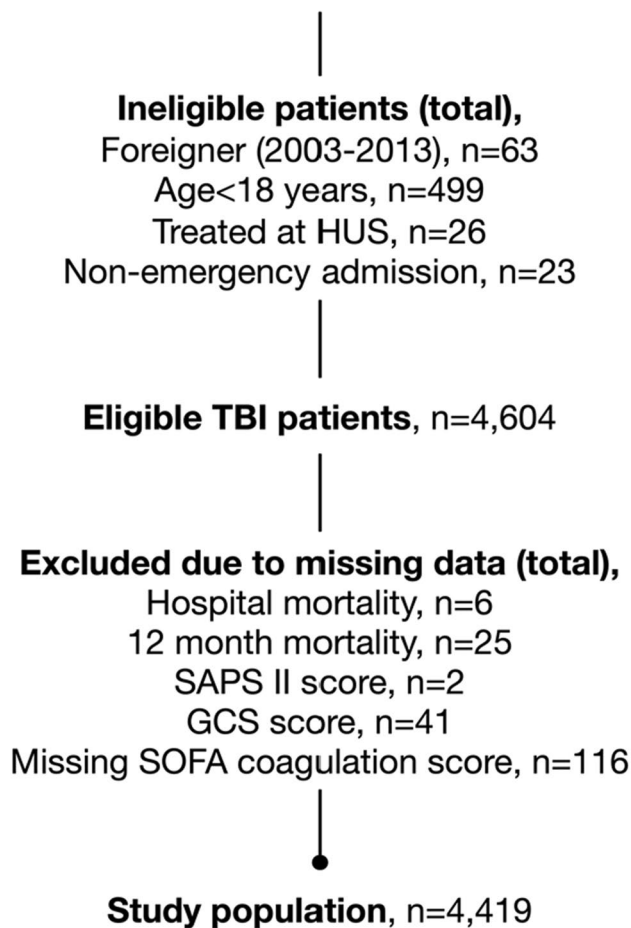 Ineligible patients (total),
Foreigner (2003-2013), n=63
Age<18 years, n=499
Treated at HUS, n=26
Non-emergency admission, n=23
Eligible TBI patients, n=4,604
Excluded due to missing data (total),
Hospital mortality, n=6
12 month mortality, n=25
SAPS II score, n=2
GCS score, n=41
Missing SOFA coagulation score, n=116
Study population, n=4,419